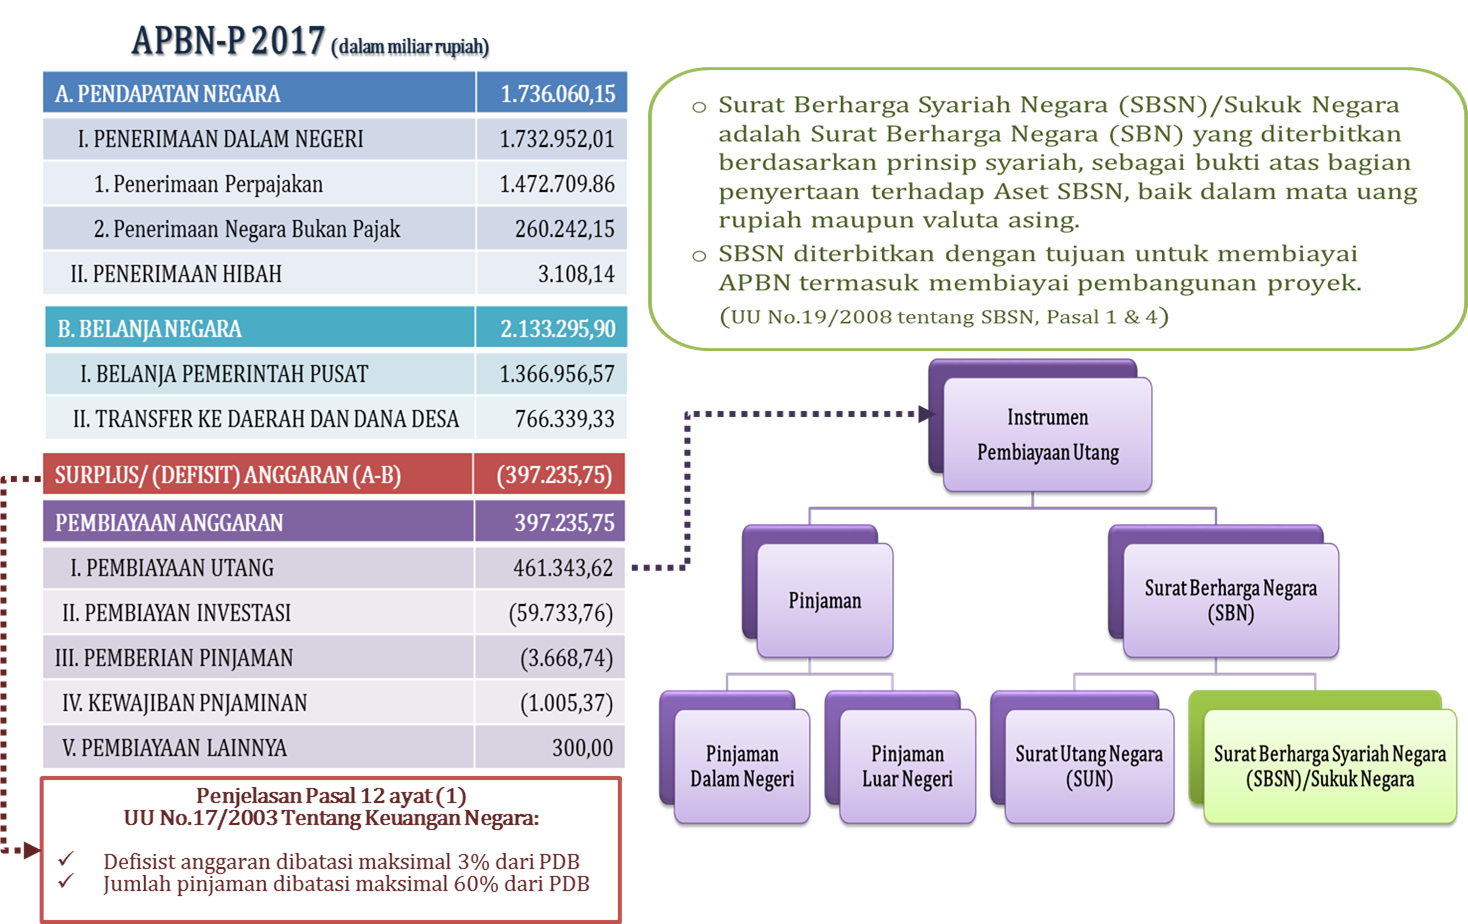 APBN-P 2017 (dalam miliar rupiah)
A. PENDAPATAN NEGARA 1.736.060,15
I. PENERIMAAN DALAM NEGERI 1.732.952,01
1. Penerimaan Perpajakan 1.472.709.86
2. Penerimaan Negara Bukan Pajak 260.242,15
II. PENERIMAAN HIBAH 3.108,14
B. BELANJA NEGARA 2.133.295,90
I. BELANJA PEMERINTAH PUSAT 1.366.956,57
II. TRANSFER KE DAERAH DAN DANA DESA 766.339,33
SURPLUS/ (DEFISIT) ANGGARAN (A-B) (397.235,75)
PEMBIAYAAN ANGGARAN 397.235,75
I. PEMBIAYAAN UTANG 461.343,62
II. PEMBIAYAN INVESTASI (59.733,76)
III. PEMBERIAN PINJAMAN (3.668,74)
IV. KEWAJIBAN PNJAMINAN (1.005,37)
V. PEMBIAYAAN LAINNYA 300,00
Penjelasan Pasal 12 ayat (1)
UU No.17/2003 Tentang Keuangan Negara:
✓ Defisist anggaran dibatasi maksimal 3% dari PDB
✓ Jumlah pinjaman dibatasi maksimal 60% dari PDB
o Surat Berharga Syariah Negara (SBSN)/Sukuk Negara
adalah Surat Berharga Negara (SBN) yang diterbitkan
berdasarkan prinsip syariah, sebagai bukti atas bagian
penyertaan terhadap Aset SBSN, baik dalam mata uang
rupiah maupun valuta asing.
o SBSN diterbitkan dengan tujuan untuk membiayai
APBN termasuk membiayai pembangunan proyek.
(UU No.19/2008 tentang SBSN, Pasal 1 & 4)
Instrumen
Pembiayaan Utang
Pinjaman
Surat Berharga Negara
(SBN)
Pinjaman
Dalam Negeri
Pinjaman
Luar Negeri
Surat Utang Negara
(SUN)
Surat Berharga Syariah Negara
(SBSN)/Sukuk Negara